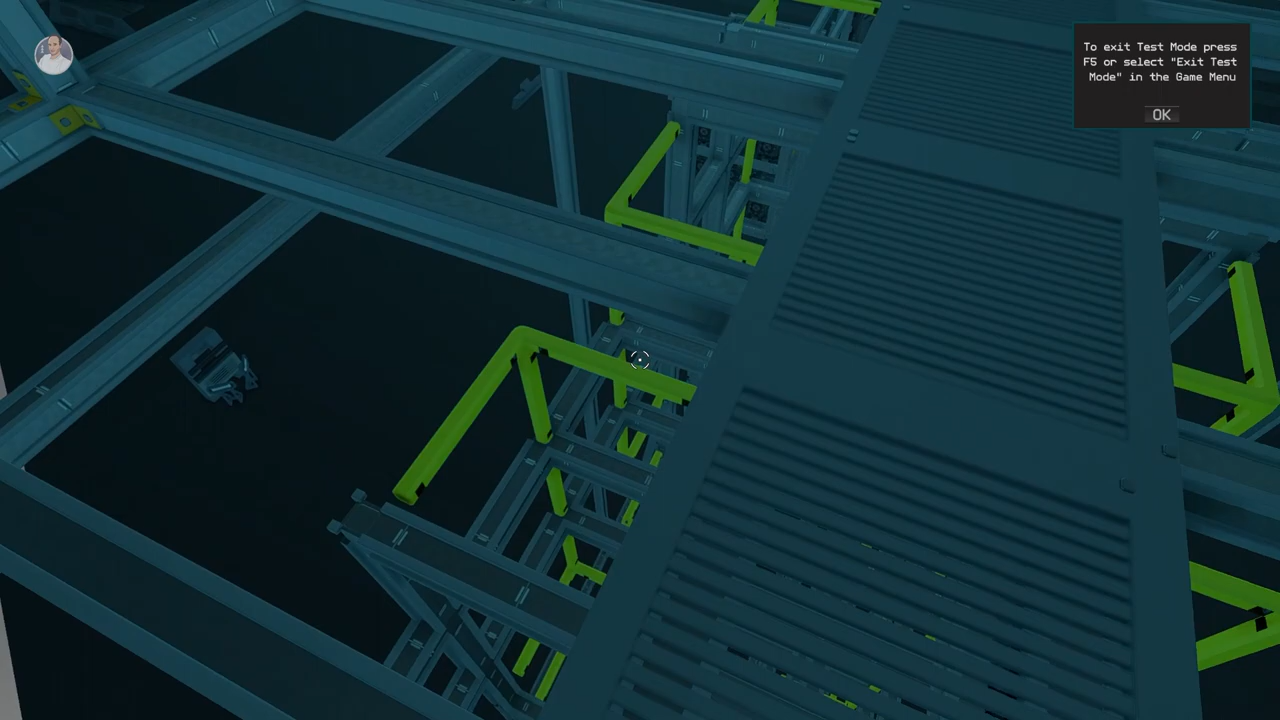 To exit Test Mode press
F5 or select "Exit Test
Mode" in the Game Menu
OK